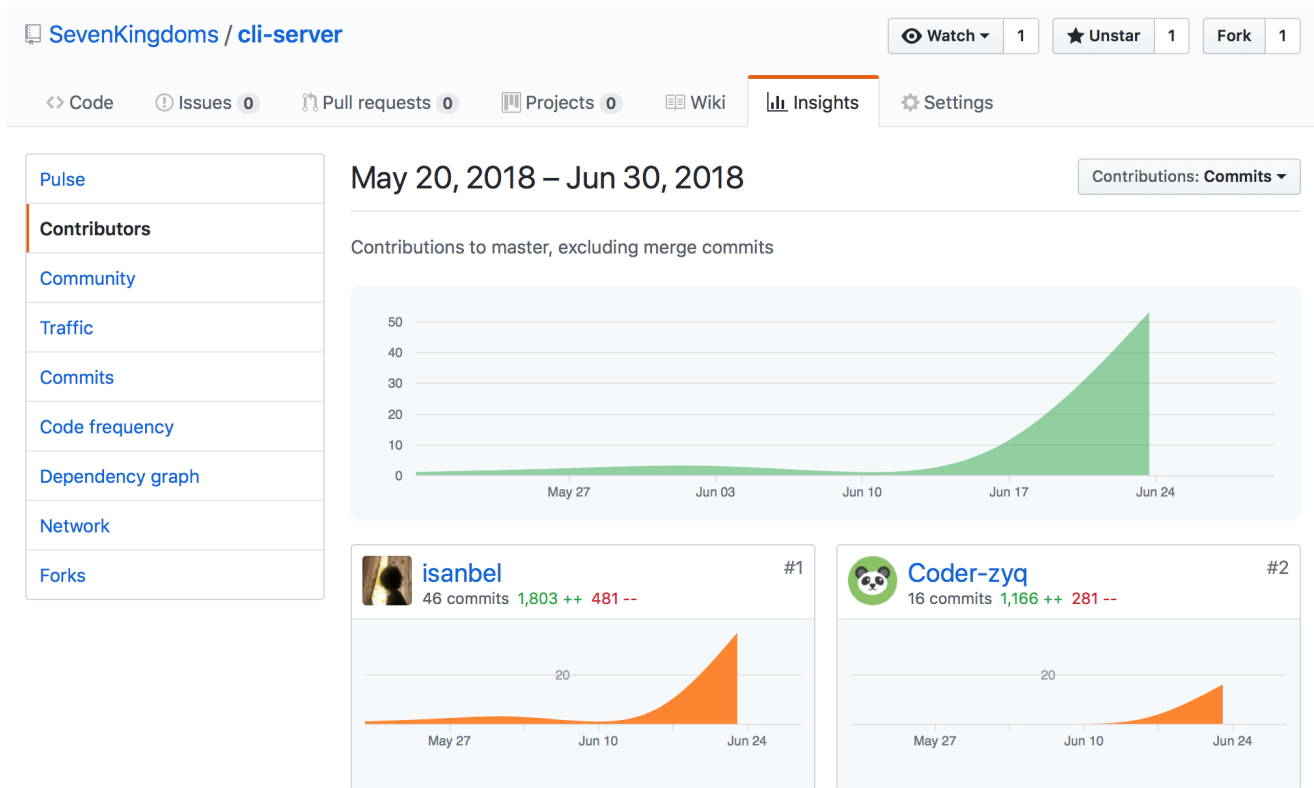 SevenKingdoms / cli-server
Watch 1 Unstar 1 Fork 1
Code Issues 0 Pull requests 0 Projects 0 Wiki Insights Settings
Pulse
Contributors
Community
Traffic
Commits
Code frequency
Dependency graph
Network
Forks
May 20, 2018 – Jun 30, 2018
Contributions: Commits
Contributions to master, excluding merge commits
50
40
30
20
10
0
May 27 Jun 03 Jun 10 Jun 17 Jun 24
isanbel #1
46 commits 1,803 ++ 481 --
20
May 27 Jun 10 Jun 24
Coder-zyq #2
16 commits 1,166 ++ 281 --
20
May 27 Jun 10 Jun 24